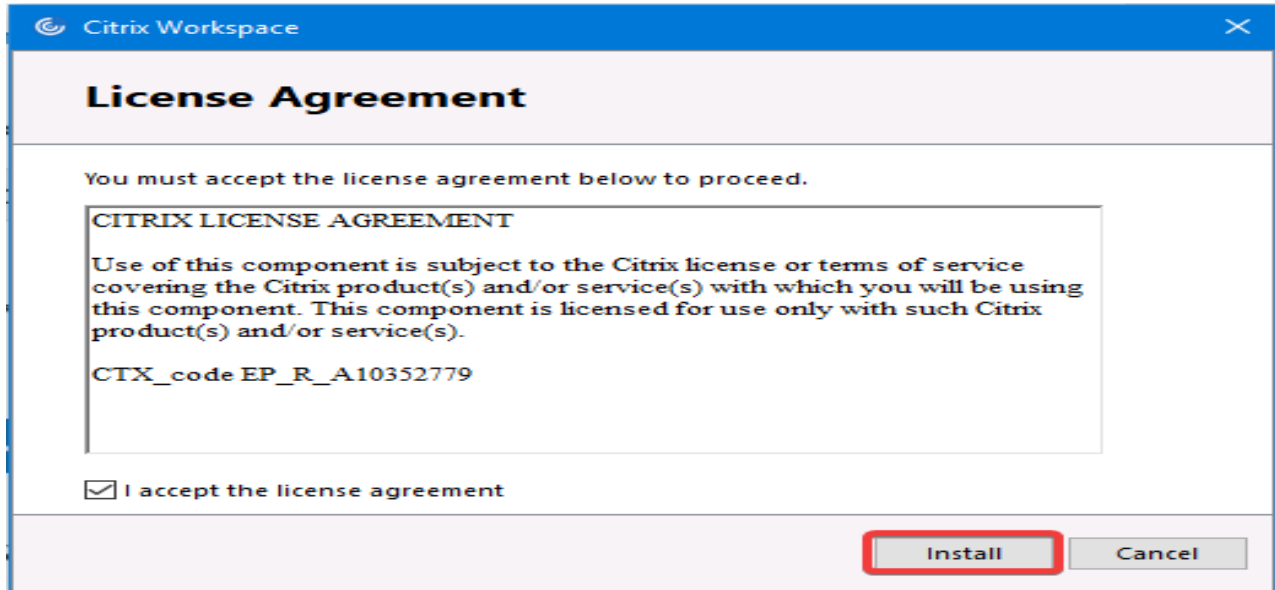 Citrix Workspace
License Agreement
You must accept the license agreement below to proceed.
CITRIX LICENSE AGREEMENT
Use of this component is subject to the Citrix license or terms of service
covering the Citrix product(s) and/or service(s) with which you will be using
this component. This component is licensed for use only with such Citrix
product(s) and/or service(s).
CTX_code EP_R_A10352779
I accept the license agreement
Install Cancel